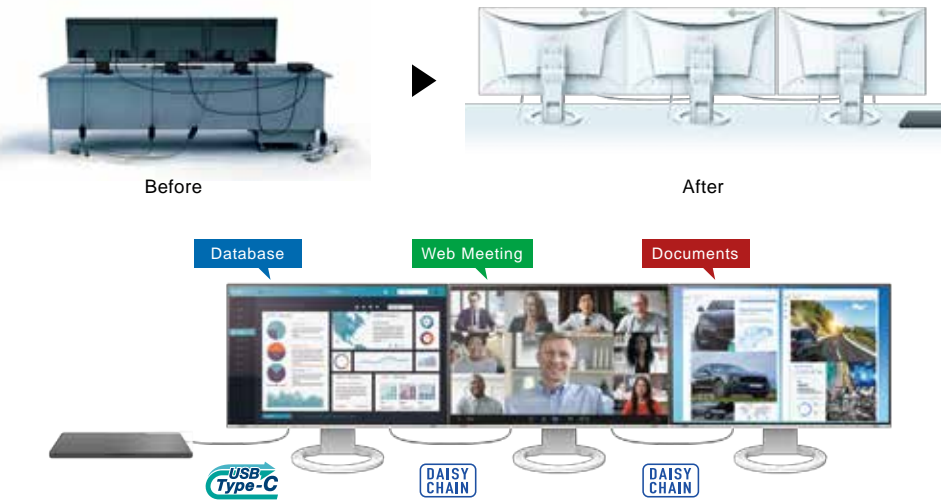 Before
After
Database
Web Meeting
Documents
USB
Type-C
DAISY
CHAIN
DAISY
CHAIN